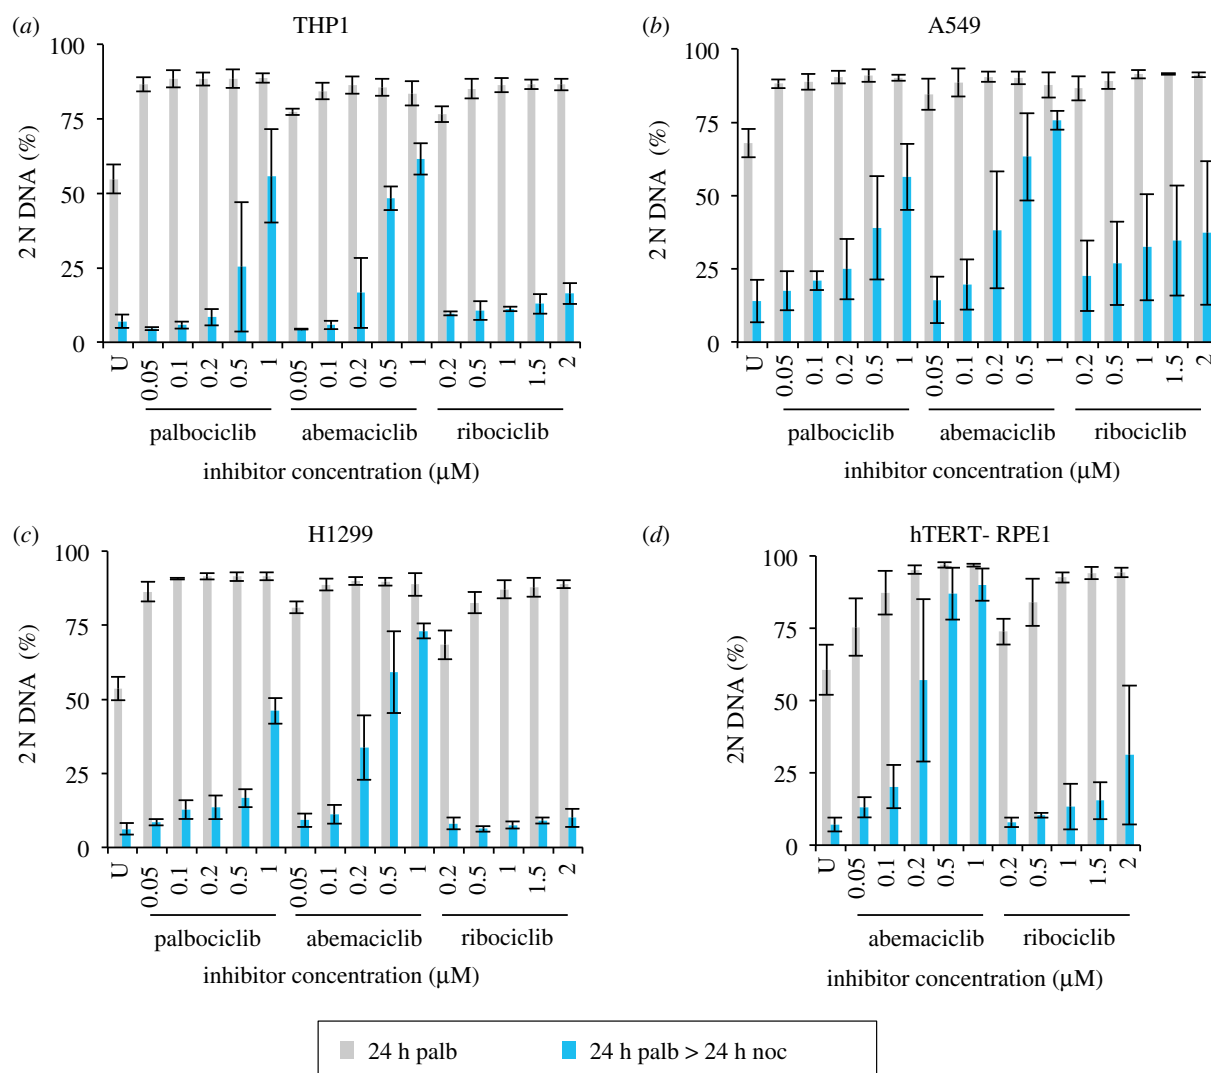 (a) THP1
2N DNA (%)
100
75
50
25
0
U 0.05 0.1 0.2 0.5 1 0.05 0.1 0.2 0.5 1 0.2 0.5 1 1.5 2
palbociclib abemaciclib ribociclib
inhibitor concentration (µM)
(b) A549
2N DNA (%)
100
75
50
25
0
U 0.05 0.1 0.2 0.5 1 0.05 0.1 0.2 0.5 1 0.2 0.5 1 1.5 2
palbociclib abemaciclib ribociclib
inhibitor concentration (µM)
(c) H1299
2N DNA (%)
100
75
50
25
0
U 0.05 0.1 0.2 0.5 1 0.05 0.1 0.2 0.5 1 0.2 0.5 1 1.5 2
palbociclib abemaciclib ribociclib
inhibitor concentration (µM)
(d) hTERT- RPE1
2N DNA (%)
100
75
50
25
0
U 0.05 0.1 0.2 0.5 1 0.2 0.5 1 1.5 2
abemaciclib ribociclib
inhibitor concentration (µM)
24 h palb 24 h palb > 24 h noc